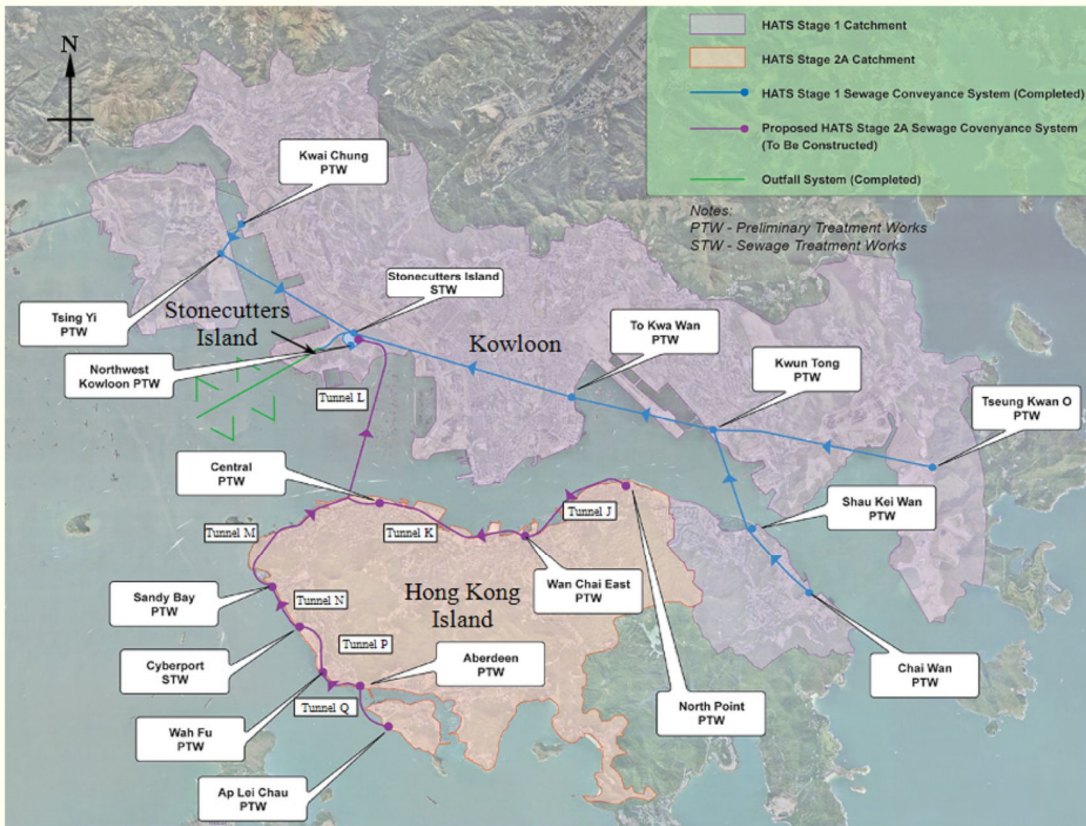 HATS Stage 1 Catchment
HATS Stage 2A Catchment
HATS Stage 1 Sewage Conveyance System (Completed)
Proposed HATS Stage 2A Sewage Covenyance System
(To Be Constructed)
Outfall System (Completed)
Notes:
PTW - Preliminary Treatment Works
STW - Sewage Treatment Works
N
Kwai Chung
PTW
Tsing Yi
PTW
Stonecutters
Island
Stonecutters Island
STW
Northwest
Kowloon PTW
Kowloon
To Kwa Wan
PTW
Kwun Tong
PTW
Tseung Kwan O
PTW
Tunnel L
Central
PTW
Shau Kei Wan
PTW
Tunnel M
Tunnel K
Tunnel J
Wan Chai East
PTW
Hong Kong
Island
Sandy Bay
PTW
Tunnel N
Cyberport
STW
Tunnel P
Aberdeen
PTW
Chai Wan
PTW
North Point
PTW
Wah Fu
PTW
Tunnel Q
Ap Lei Chau
PTW